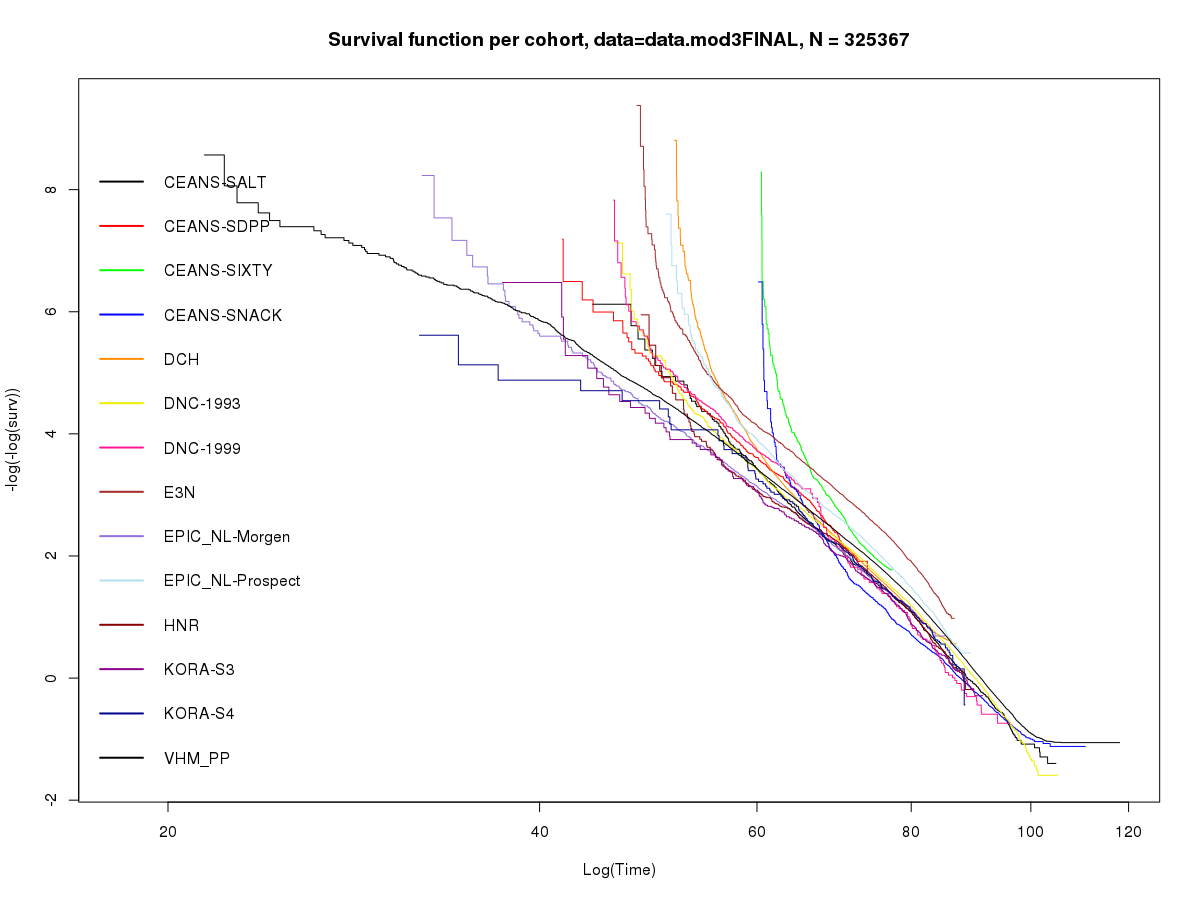 Survival function per cohort, data=data.mod3FINAL, N = 325367
-log(-log(surv))
8
6
4
2
0
-2
CEANS-SALT
CEANS-SDPP
CEANS-SIXTY
CEANS-SNACK
DCH
DNC-1993
DNC-1999
E3N
EPIC_NL-Morgen
EPIC_NL-Prospect
HNR
KORA-S3
KORA-S4
VHM_PP
20 40 60 80 100 120
Log(Time)